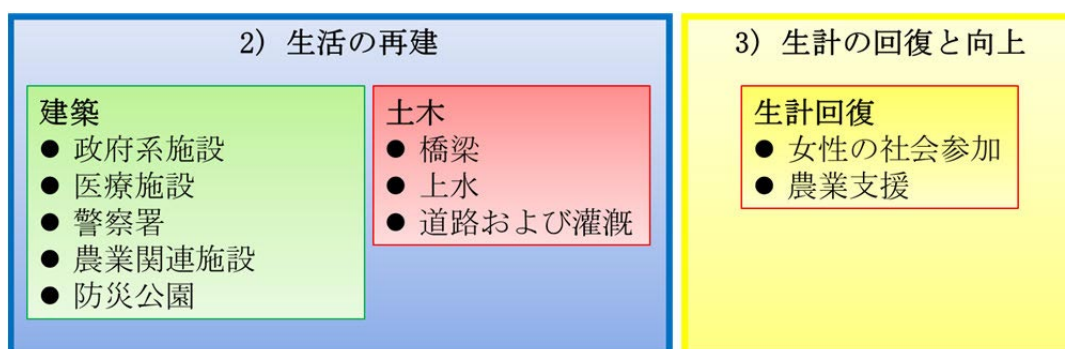 2) 生活の再建
建築
● 政府系施設
● 医療施設
● 警察署
● 農業関連施設
● 防災公園
土木
● 橋梁
● 上水
● 道路および灌漑
3) 生計の回復と向上
生計回復
● 女性の社会参加
● 農業支援